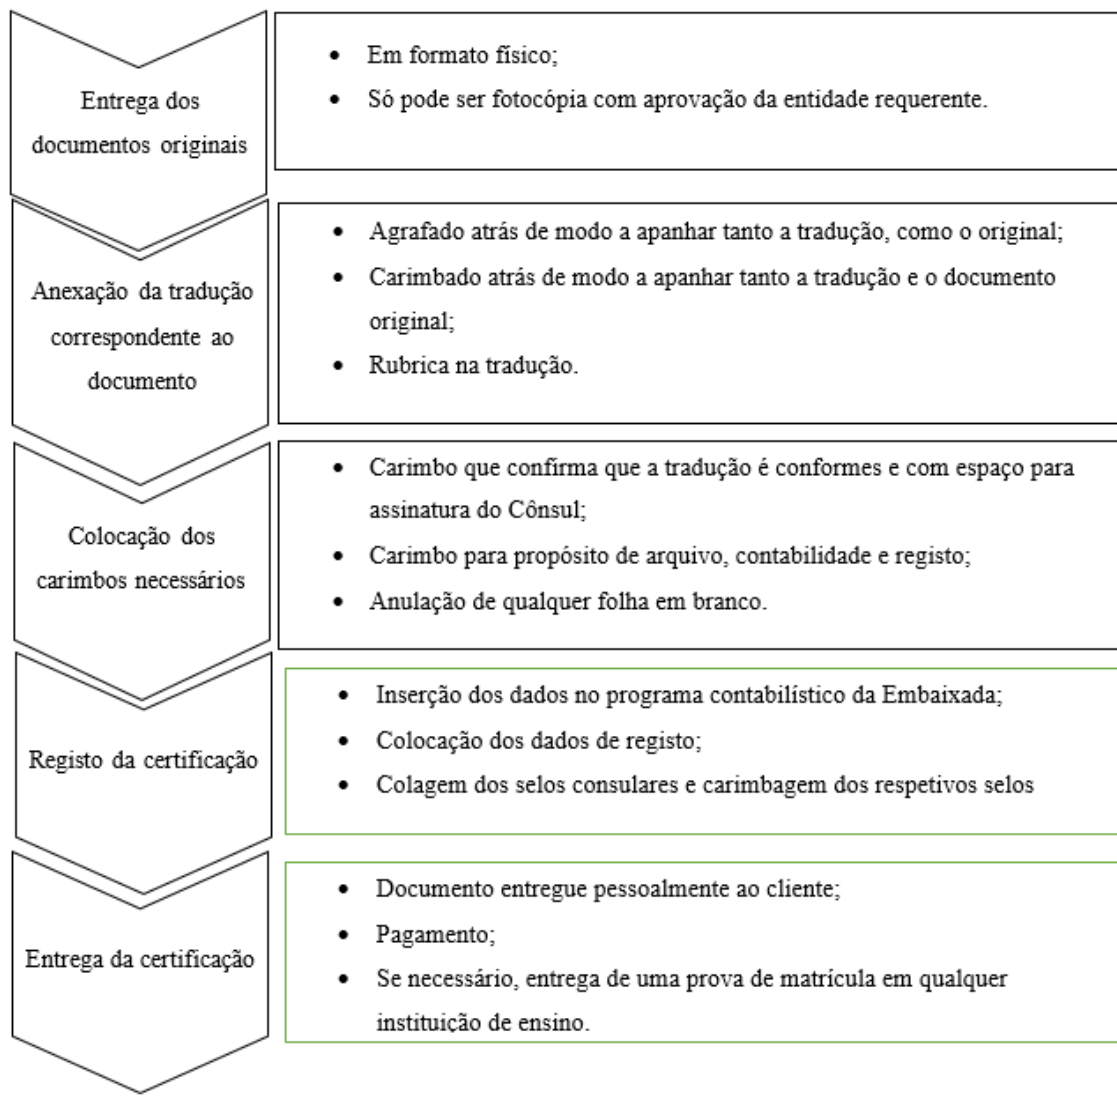 Entrega dos
documentos originais
• Em formato físico;
• Só pode ser fotocópia com aprovação da entidade requerente.
Anexação da tradução
correspondente ao
documento
• Agrafado atrás de modo a apanhar tanto a tradução, como o original;
• Carimbado atrás de modo a apanhar tanto a tradução e o documento
original;
• Rubrica na tradução.
Colocação dos
carimbos necessários
• Carimbo que confirma que a tradução é conformes e com espaço para
assinatura do Cônsul;
• Carimbo para propósito de arquivo, contabilidade e registo;
• Anulação de qualquer folha em branco.
Registo da certificação
• Inserção dos dados no programa contabilístico da Embaixada;
• Colocação dos dados de registo;
• Colagem dos selos consulares e carimbagem dos respetivos selos
Entrega da certificação
• Documento entregue pessoalmente ao cliente;
• Pagamento;
• Se necessário, entrega de uma prova de matrícula em qualquer
instituição de ensino.